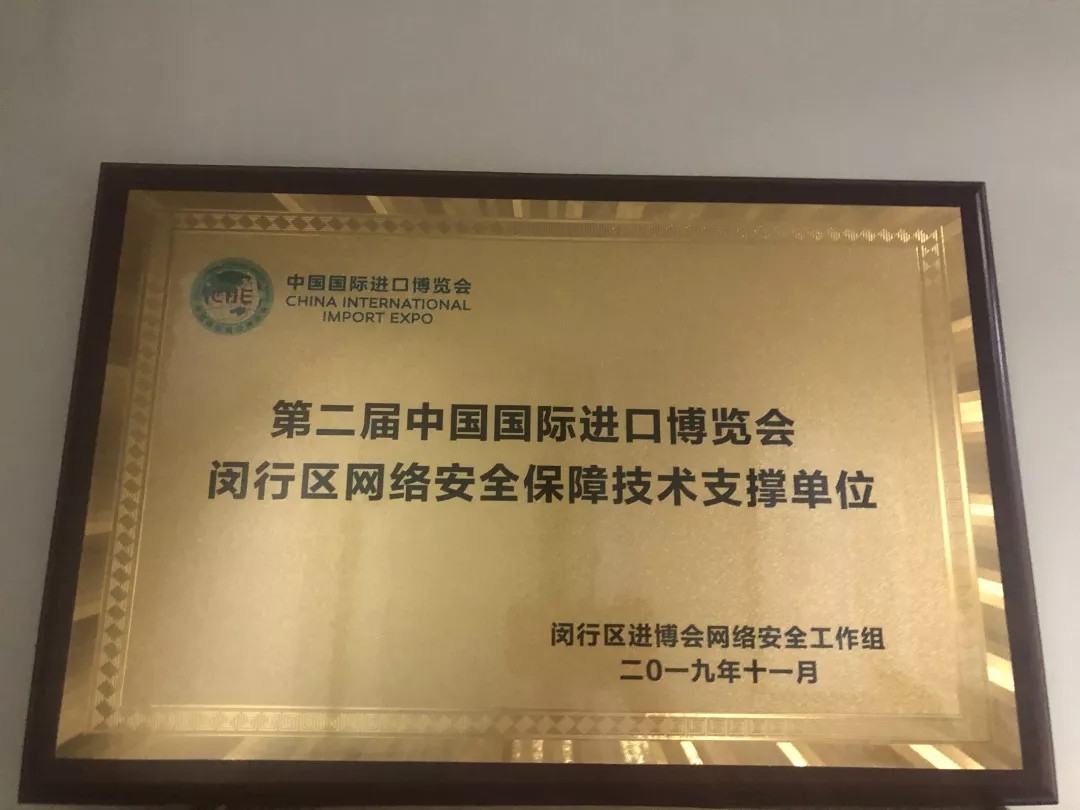 CIIE
中国国际进口博览会
CHINA INTERNATIONAL
IMPORT EXPO
第二届中国国际进口博览会
闵行区网络安全保障技术支撑单位
闵行区进博会网络安全工作组
二〇一九年十一月